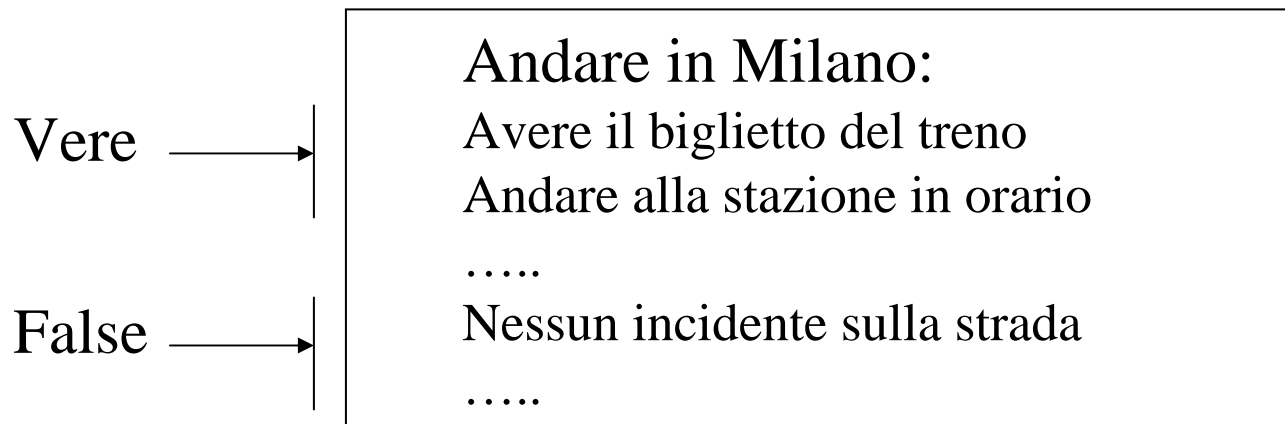 Andare in Milano:
Vere
Avere il biglietto del treno
Andare alla stazione in orario
…..
False
Nessun incidente sulla strada
…..